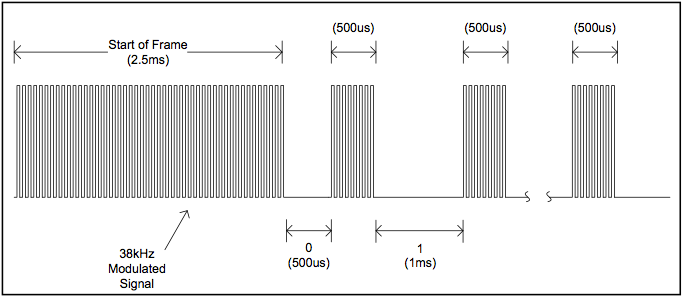 Start of Frame
(2.5ms)
(500us)
(500us)
(500us)
0
(500us)
1
(1ms)
38kHz
Modulated
Signal